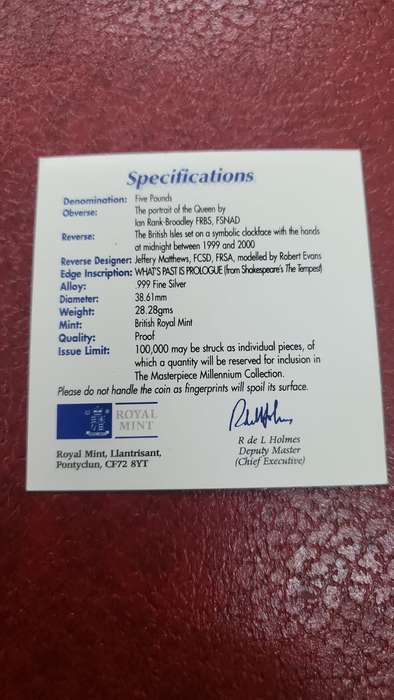 Specifications
Denomination: Five Pounds
Obverse: The portrait of the Queen by
Ian Rank-Broadley FRBS, FSNAD
Reverse: The British Isles set on a symbolic clockface with the hands
at midnight between 1999 and 2000
Reverse Designer: Jeffery Matthews, FCSD, FRSA, modelled by Robert Evans
Edge Inscription: WHAT'S PAST IS PROLOGUE (from Shakespeare's The Tempest)
Alloy: .999 Fine Silver
Diameter: 38.61mm
Weight: 28.28gms
Mint: British Royal Mint
Quality: Proof
Issue Limit: 100,000 may be struck as individual pieces, of
which a quantity will be reserved for inclusion in
The Masterpiece Millennium Collection.
Please do not handle the coin as fingerprints will spoil its surface.
ROYAL
MINT
Royal Mint, Llantrisant,
Pontyclun, CF72 8YT
R de L Holmes
Deputy Master
(Chief Executive)